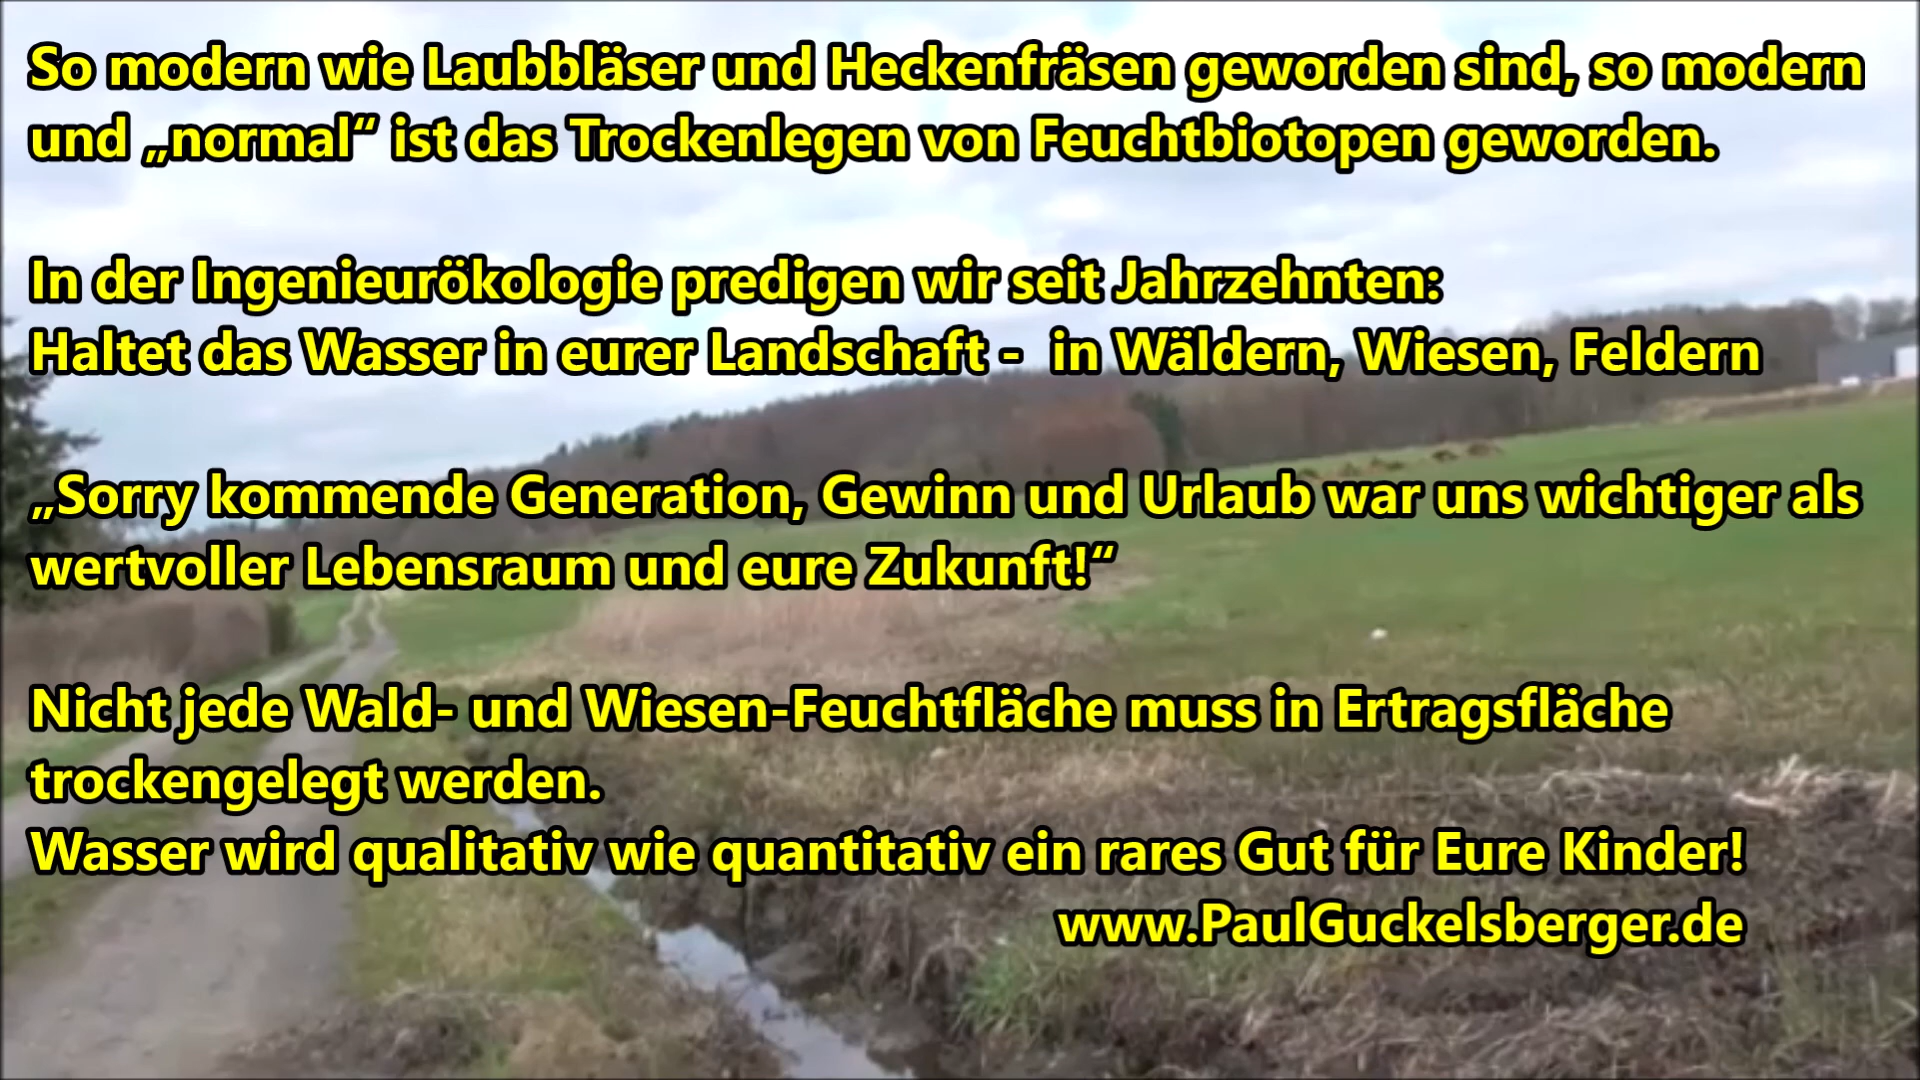 So modern wie Laubbläser und Heckenfräsen geworden sind, so modern
und „normal“ ist das Trockenlegen von Feuchtbiotopen geworden.
In der Ingenieurökologie predigen wir seit Jahrzehnten:
Haltet das Wasser in eurer Landschaft -  in Wäldern, Wiesen, Feldern
„Sorry kommende Generation, Gewinn und Urlaub war uns wichtiger als
wertvoller Lebensraum und eure Zukunft!“
Nicht jede Wald- und Wiesen-Feuchtfläche muss in Ertragsfläche
trockengelegt werden.
Wasser wird qualitativ wie quantitativ ein rares Gut für Eure Kinder!
www.PaulGuckelsberger.de